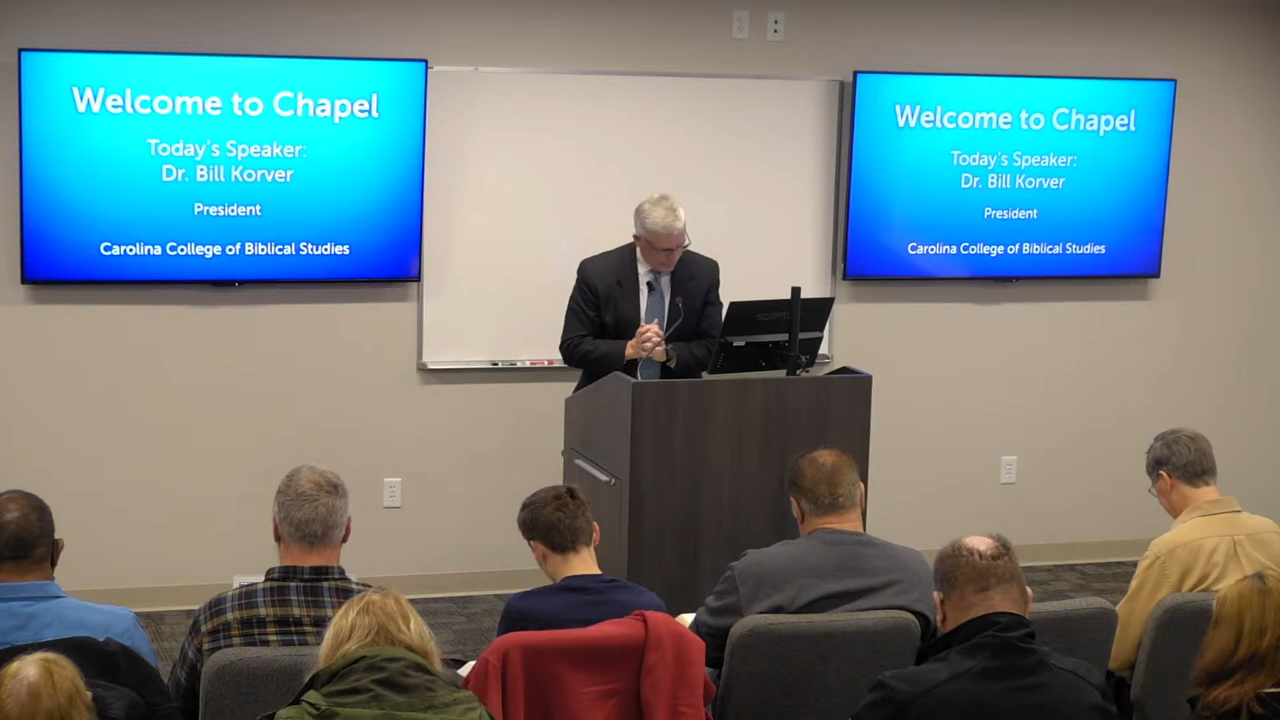 Welcome to Chapel
Today's Speaker:
Dr. Bill Korver
President
Carolina College of Biblical Studies
Welcome to Chapel
Today's Speaker:
Dr. Bill Korver
President
Carolina College of Biblical Studies